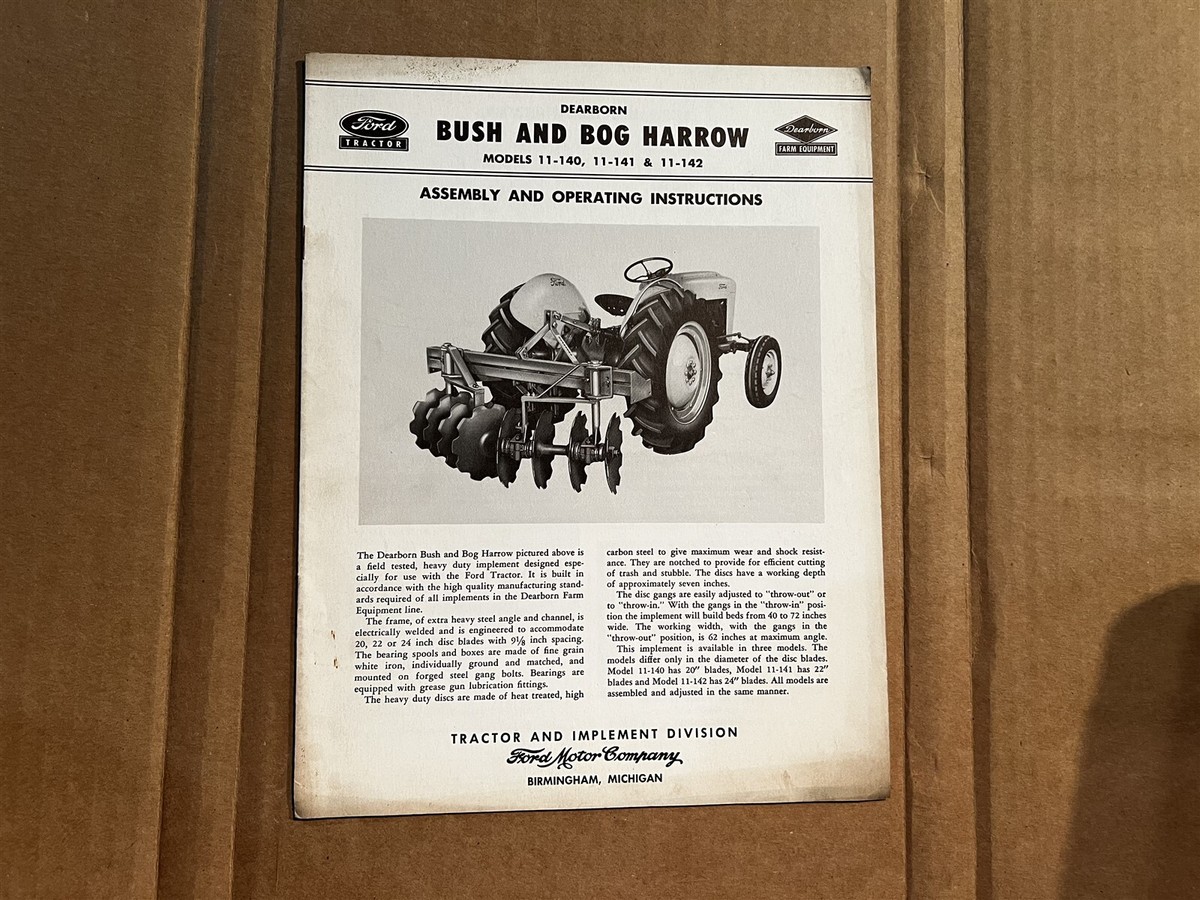 DEARBORN
Ford
TRACTOR
BUSH AND BOG HARROW
Dearborn
FARM EQUIPMENT
MODELS 11-140, 11-141 & 11-142
ASSEMBLY AND OPERATING INSTRUCTIONS
Ford
Ford
The Dearborn Bush and Bog Harrow pictured above is
a field tested, heavy duty implement designed espe-
cially for use with the Ford Tractor. It is built in
accordance with the high quality manufacturing stand-
ards required of all implements in the Dearborn Farm
Equipment line.
The frame, of extra heavy steel angle and channel, is
electrically welded and is engineered to accommodate
20, 22 or 24 inch disc blades with 9⅛ inch spacing.
The bearing spools and boxes are made of fine grain
white iron, individually ground and matched, and
mounted on forged steel gang bolts. Bearings are
equipped with grease gun lubrication fittings.
The heavy duty discs are made of heat treated, high
carbon steel to give maximum wear and shock resist-
ance. They are notched to provide for efficient cutting
of trash and stubble. The discs have a working depth
of approximately seven inches.
The disc gangs are easily adjusted to "throw-out" or
to "throw-in." With the gangs in the "throw-in" posi-
tion the implement will build beds from 40 to 72 inches
wide. The working width, with the gangs in the
"throw-out" position, is 62 inches at maximum angle.
This implement is available in three models. The
models differ only in the diameter of the disc blades.
Model 11-140 has 20" blades, Model 11-141 has 22"
blades and Model 11-142 has 24" blades. All models are
assembled and adjusted in the same manner.
TRACTOR AND IMPLEMENT DIVISION
Ford Motor Company
BIRMINGHAM, MICHIGAN